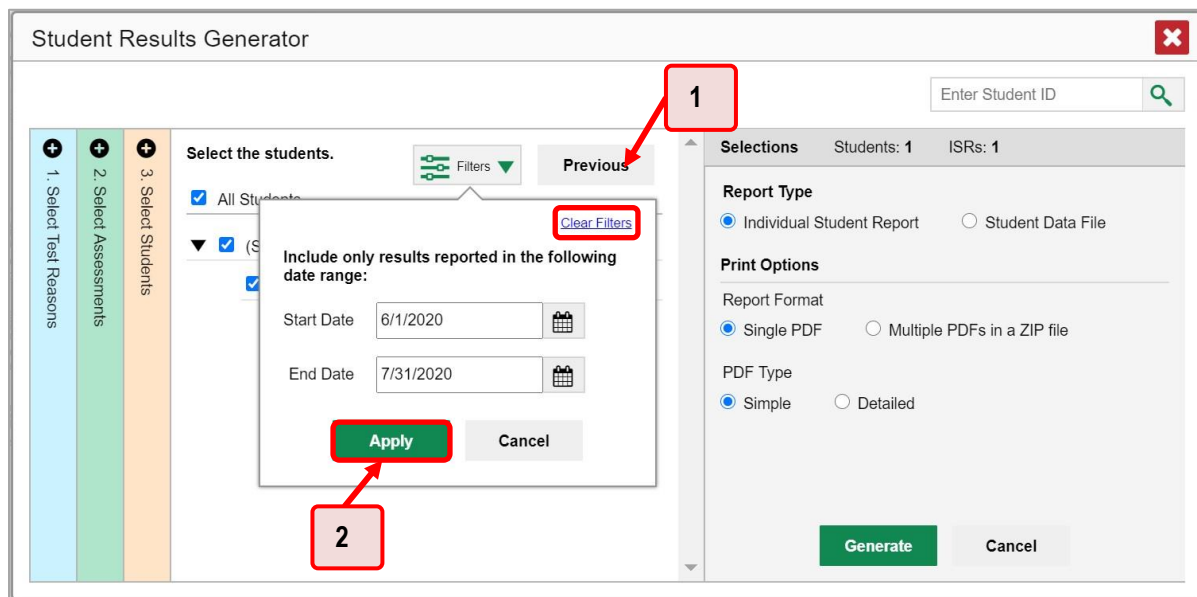 Student Results Generator
1
Enter Student ID
1. Select Test Reasons
2. Select Assessments
3. Select Students
Select the students.
Filters
Previous
All Students
(S
Clear Filters
Include only results reported in the following
date range:
Start Date 6/1/2020
End Date 7/31/2020
Apply Cancel
2
Selections Students: 1 ISRs: 1
Report Type
Individual Student Report Student Data File
Print Options
Report Format
Single PDF Multiple PDFs in a ZIP file
PDF Type
Simple Detailed
Generate Cancel